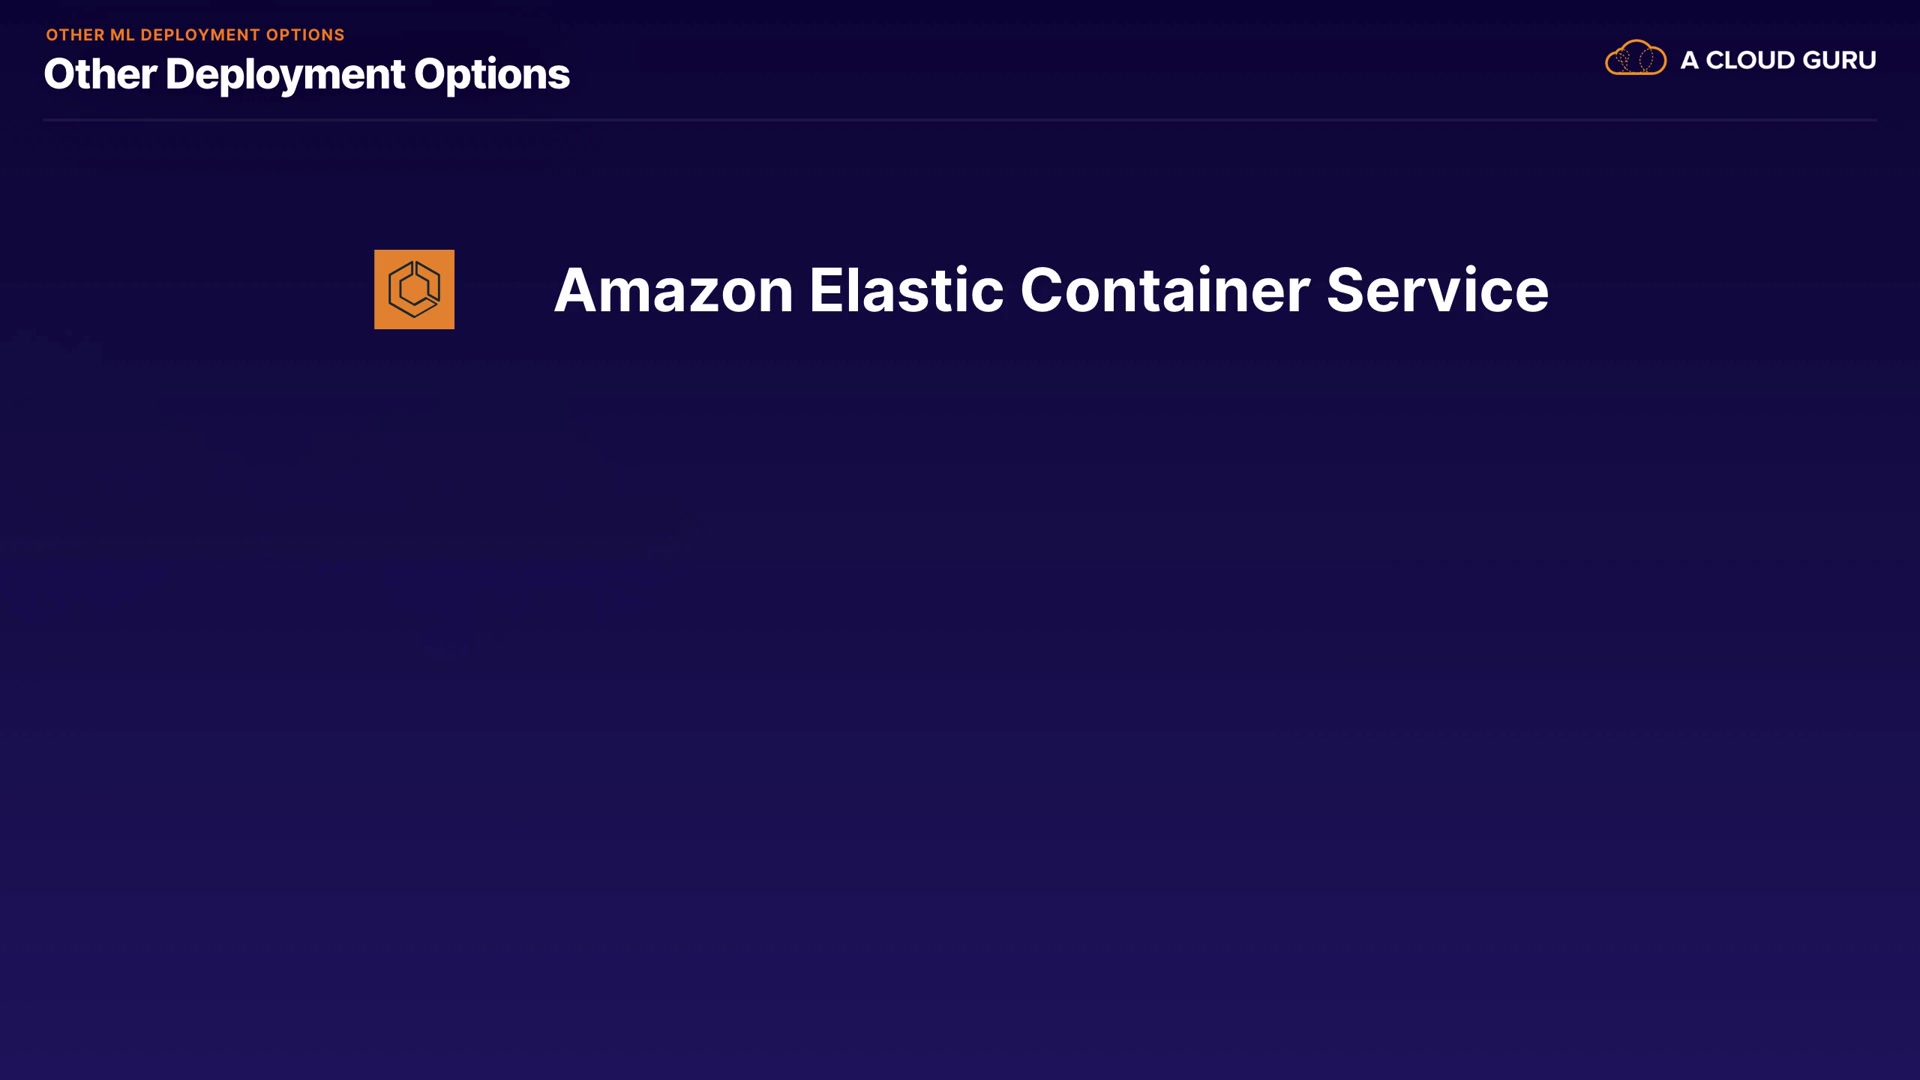 OTHER ML DEPLOYMENT OPTIONS
Other Deployment Options
A CLOUD GURU
Amazon Elastic Container Service